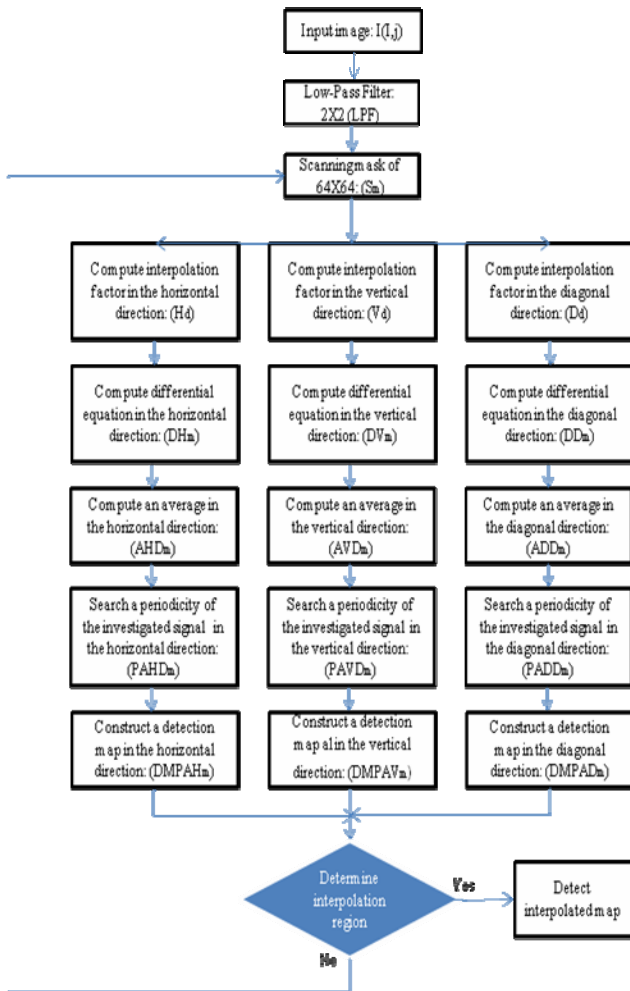 Input image: I(I,j)
Low-Pass Filter:
2X2 (LPF)
Scanning mask of
64X64: (Sm)
Compute interpolation
factor in the horizontal
direction: (Hd)
Compute interpolation
factor in the vertical
direction: (Vd)
Compute interpolation
factor in the diagonal
direction: (Dd)
Compute differential
equation in the horizontal
direction: (DHm)
Compute differential
equation in the vertical
direction: (DVm)
Compute differential
equation in the diagonal
direction: (DDm)
Compute an average in
the horizontal direction:
(AHDm)
Compute an average in
the vertical direction:
(AVDm)
Compute an average in
the diagonal direction:
(ADDm)
Search a periodicity of
the investigated signal in
the horizontal direction:
(PAHDm)
Search a periodicity of
the investigated signal in
the vertical direction:
(PAVDm)
Search a periodicity of
the investigated signal in
the diagonal direction:
(PADDm)
Construct a detection
map in the horizontal
direction: (DMPAHm)
Construct a detection
map al in the vertical
direction: (DMPAVm)
Construct a detection
map in the diagonal
direction: (DMPADm)
Determine
interpolation
region
Yes
Detect
interpolated map
No